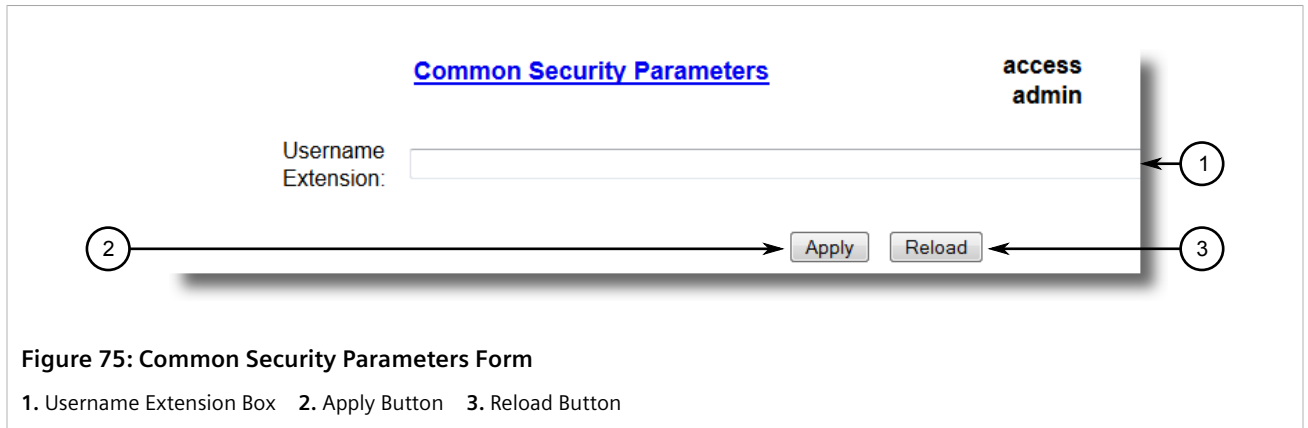 Common Security Parameters
access
admin
Username
Extension:
1
2
Apply
Reload
3
Figure 75: Common Security Parameters Form
1. Username Extension Box 2. Apply Button 3. Reload Button